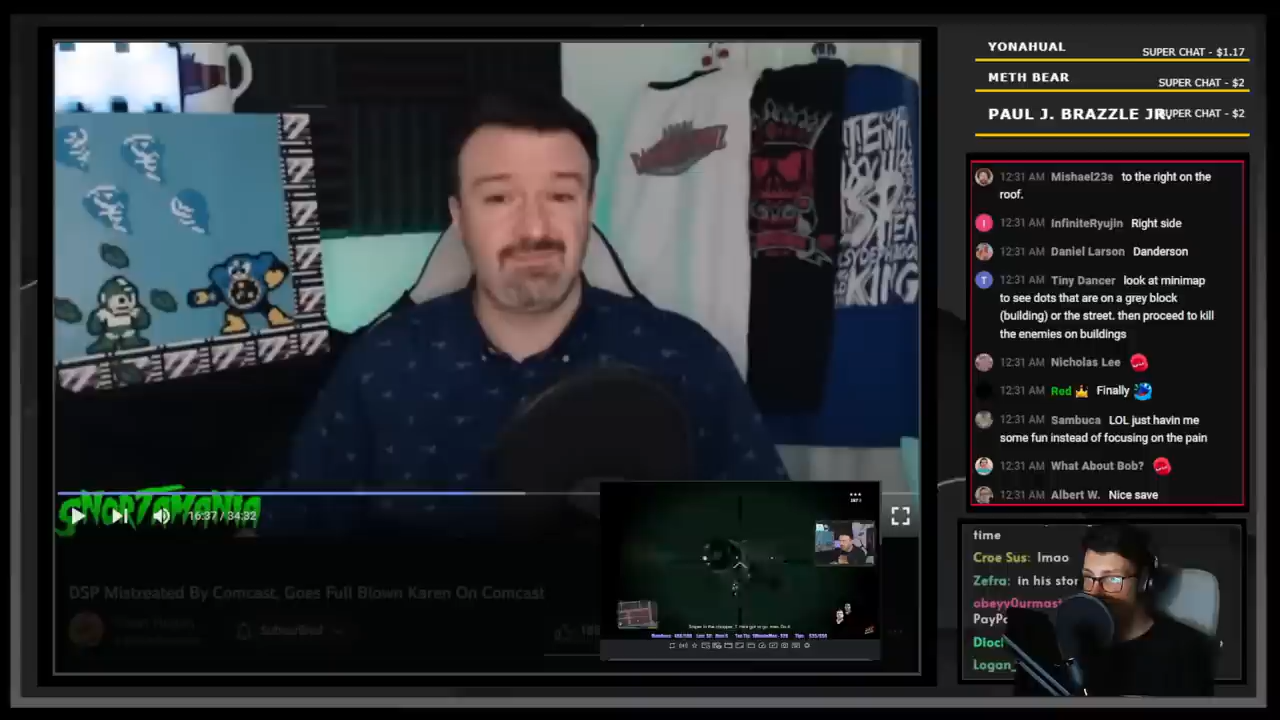 YONAHUAL
SUPER CHAT - $1.17
METH BEAR
SUPER CHAT - $2
PAUL J. BRAZZLE JR.
SUPER CHAT - $2
12:31 AM Mishael23s to the right on the
roof.
12:31 AM InfiniteRyujin Right side
12:31 AM Daniel Larson Danderson
12:31 AM Tiny Dancer look at minimap
to see dots that are on a grey block
(building) or the street. then proceed to kill
the enemies on buildings
12:31 AM Nicholas Lee
12:31 AM Red Finally
12:31 AM Sambuca LOL just havin me
some fun instead of focusing on the pain
12:31 AM What About Bob?
12:31 AM Albert W. Nice save
KING
SNORTAMANIA
16:37 / 34:32
DSP Mistreated By Comcast, Goes Full Blown Karen On Comcast
Subscribed
time
Croe Sus: lmao
Zefra: in his stor
obeyy0urmast
PayPa
Logan_